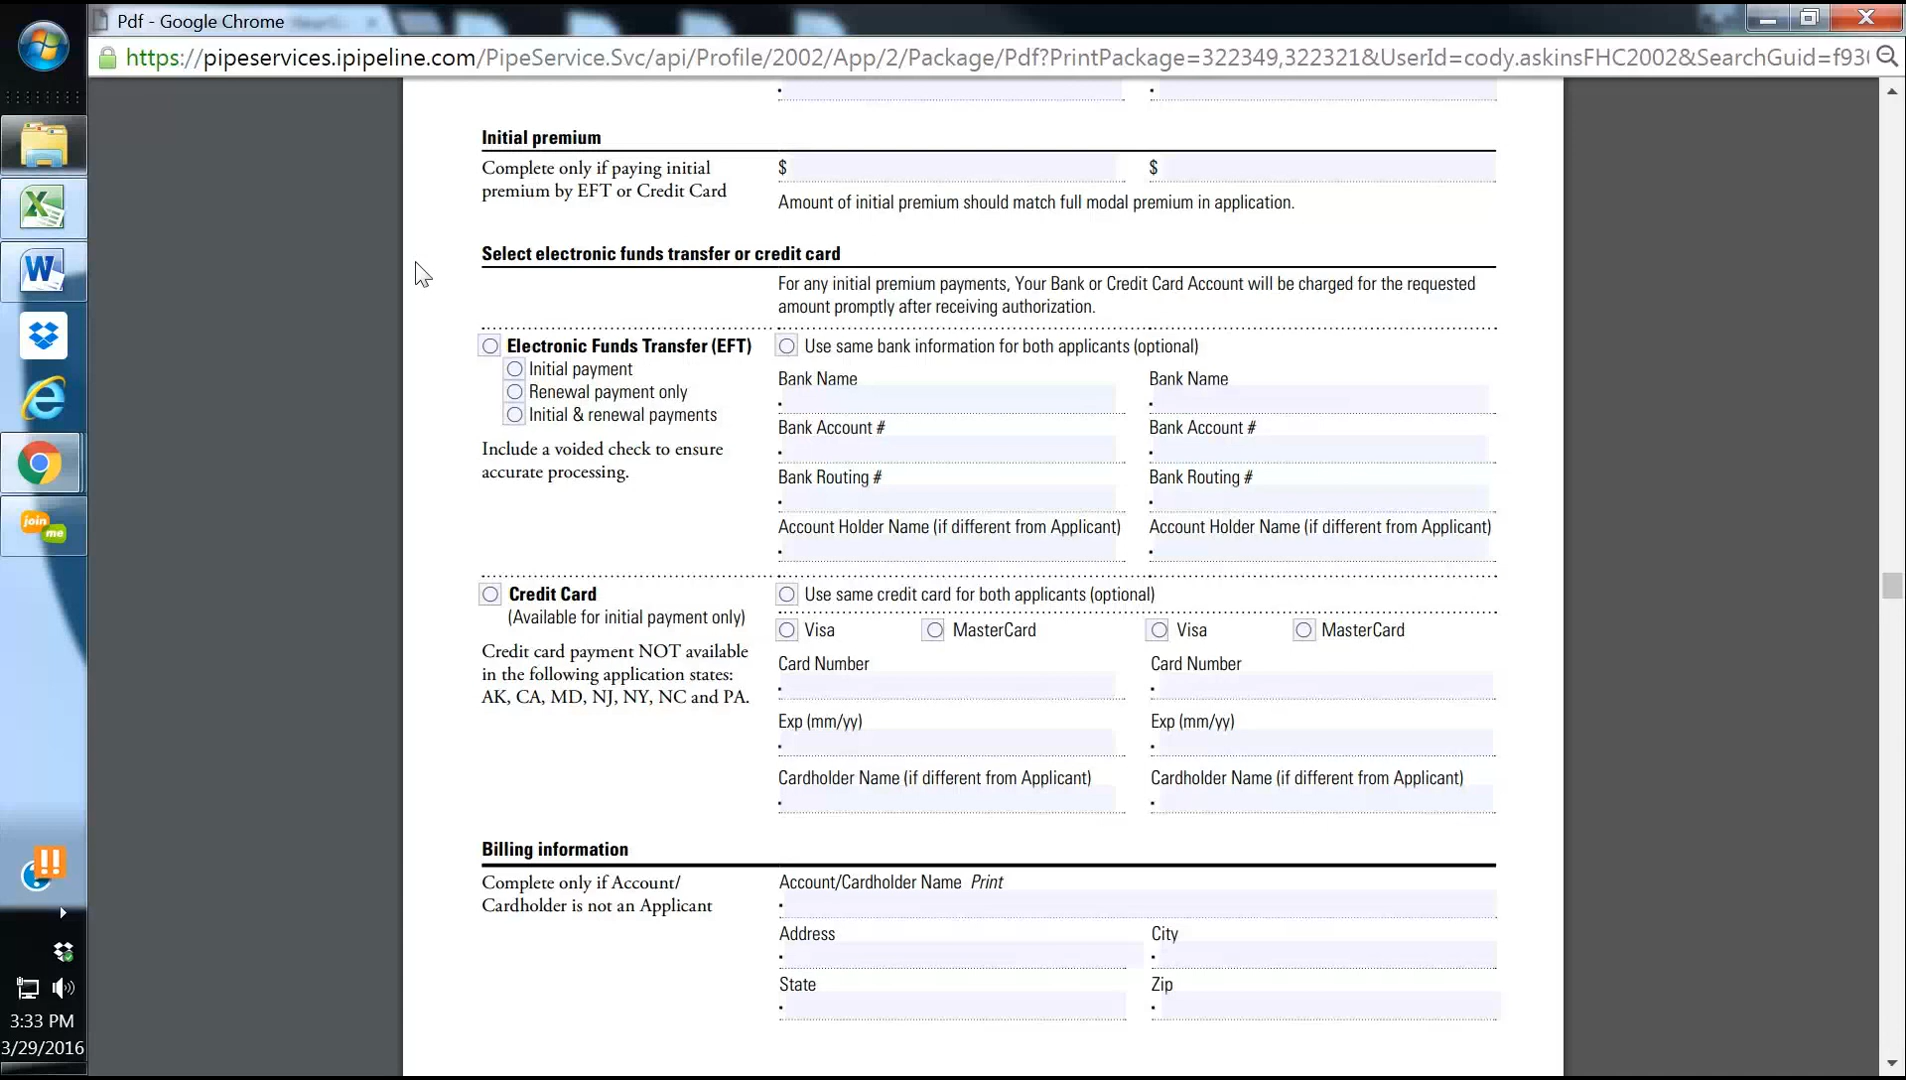 Pdf - Google Chrome
https://pipeservices.ipipeline.com/PipeService.Svc/api/Profile/2002/App/2/Package/Pdf?PrintPackage=322349,322321&UserId=cody.askinsFHC2002&SearchGuid=f93
Initial premium
Complete only if paying initial
premium by EFT or Credit Card
$ $
Amount of initial premium should match full modal premium in application.
Select electronic funds transfer or credit card
For any initial premium payments, Your Bank or Credit Card Account will be charged for the requested
amount promptly after receiving authorization.
Electronic Funds Transfer (EFT)
Initial payment
Renewal payment only
Initial & renewal payments
Include a voided check to ensure
accurate processing.
Use same bank information for both applicants (optional)
Bank Name Bank Name
Bank Account # Bank Account #
Bank Routing # Bank Routing #
Account Holder Name (if different from Applicant) Account Holder Name (if different from Applicant)
Credit Card
(Available for initial payment only)
Credit card payment NOT available
in the following application states:
AK, CA, MD, NJ, NY, NC and PA.
Use same credit card for both applicants (optional)
Visa MasterCard Visa MasterCard
Card Number Card Number
Exp (mm/yy) Exp (mm/yy)
Cardholder Name (if different from Applicant) Cardholder Name (if different from Applicant)
Billing information
Complete only if Account/
Cardholder is not an Applicant
Account/Cardholder Name Print
Address City
State Zip
join
me
3:33 PM
3/29/2016